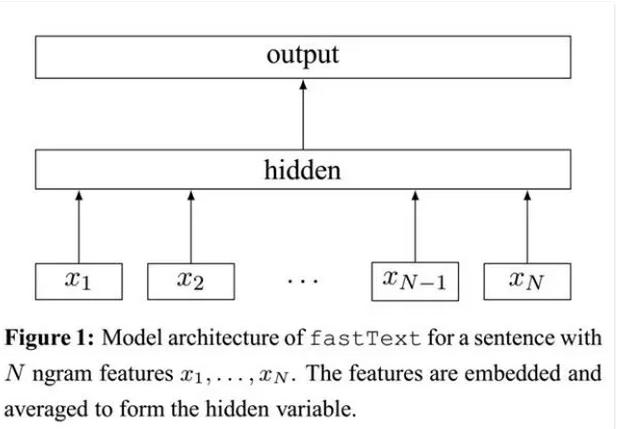 output
hidden
x1 x2 ... xN−1 xN
Figure 1: Model architecture of fastText for a sentence with
N ngram features x1, . . . , xN. The features are embedded and
averaged to form the hidden variable.